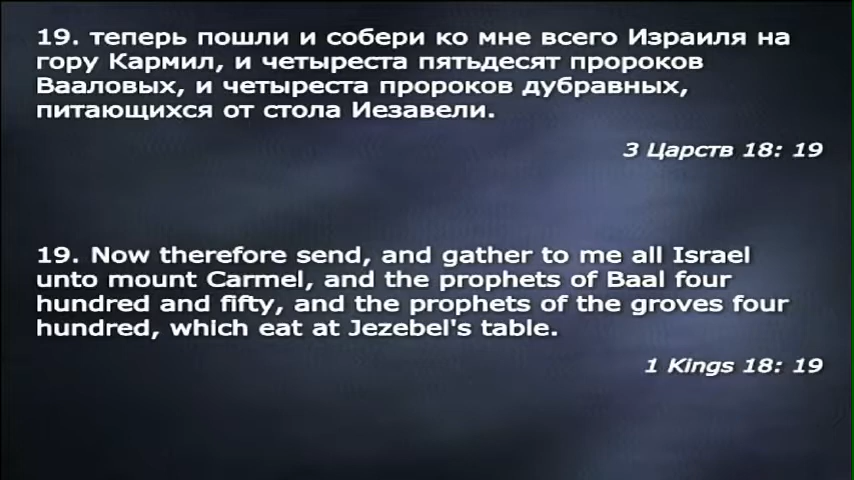 19. теперь пошли и собери ко мне всего Израиля на
гору Кармил, и четыреста пятьдесят пророков
Вааловых, и четыреста пророков дубравных,
питающихся от стола Иезавели.
3 Царств 18: 19
19. Now therefore send, and gather to me all Israel
unto mount Carmel, and the prophets of Baal four
hundred and fifty, and the prophets of the groves four
hundred, which eat at Jezebel's table.
1 Kings 18: 19